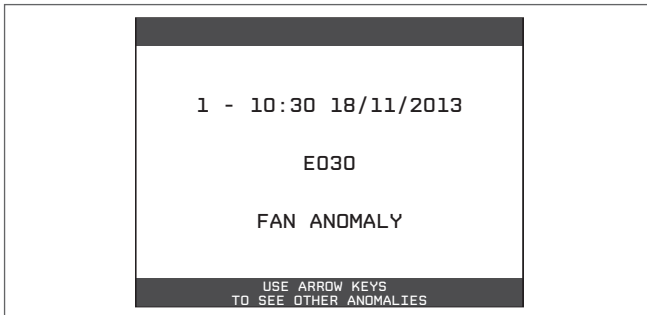 1 - 10:30 18/11/2013
E030
FAN ANOMALY
USE ARROW KEYS
TO SEE OTHER ANOMALIES